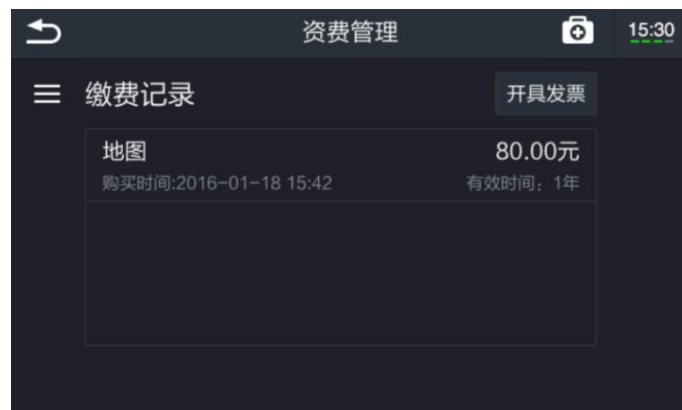 资费管理
15:30
缴费记录
开具发票
地图
80.00元
购买时间:2016-01-18 15:42
有效时间：1年